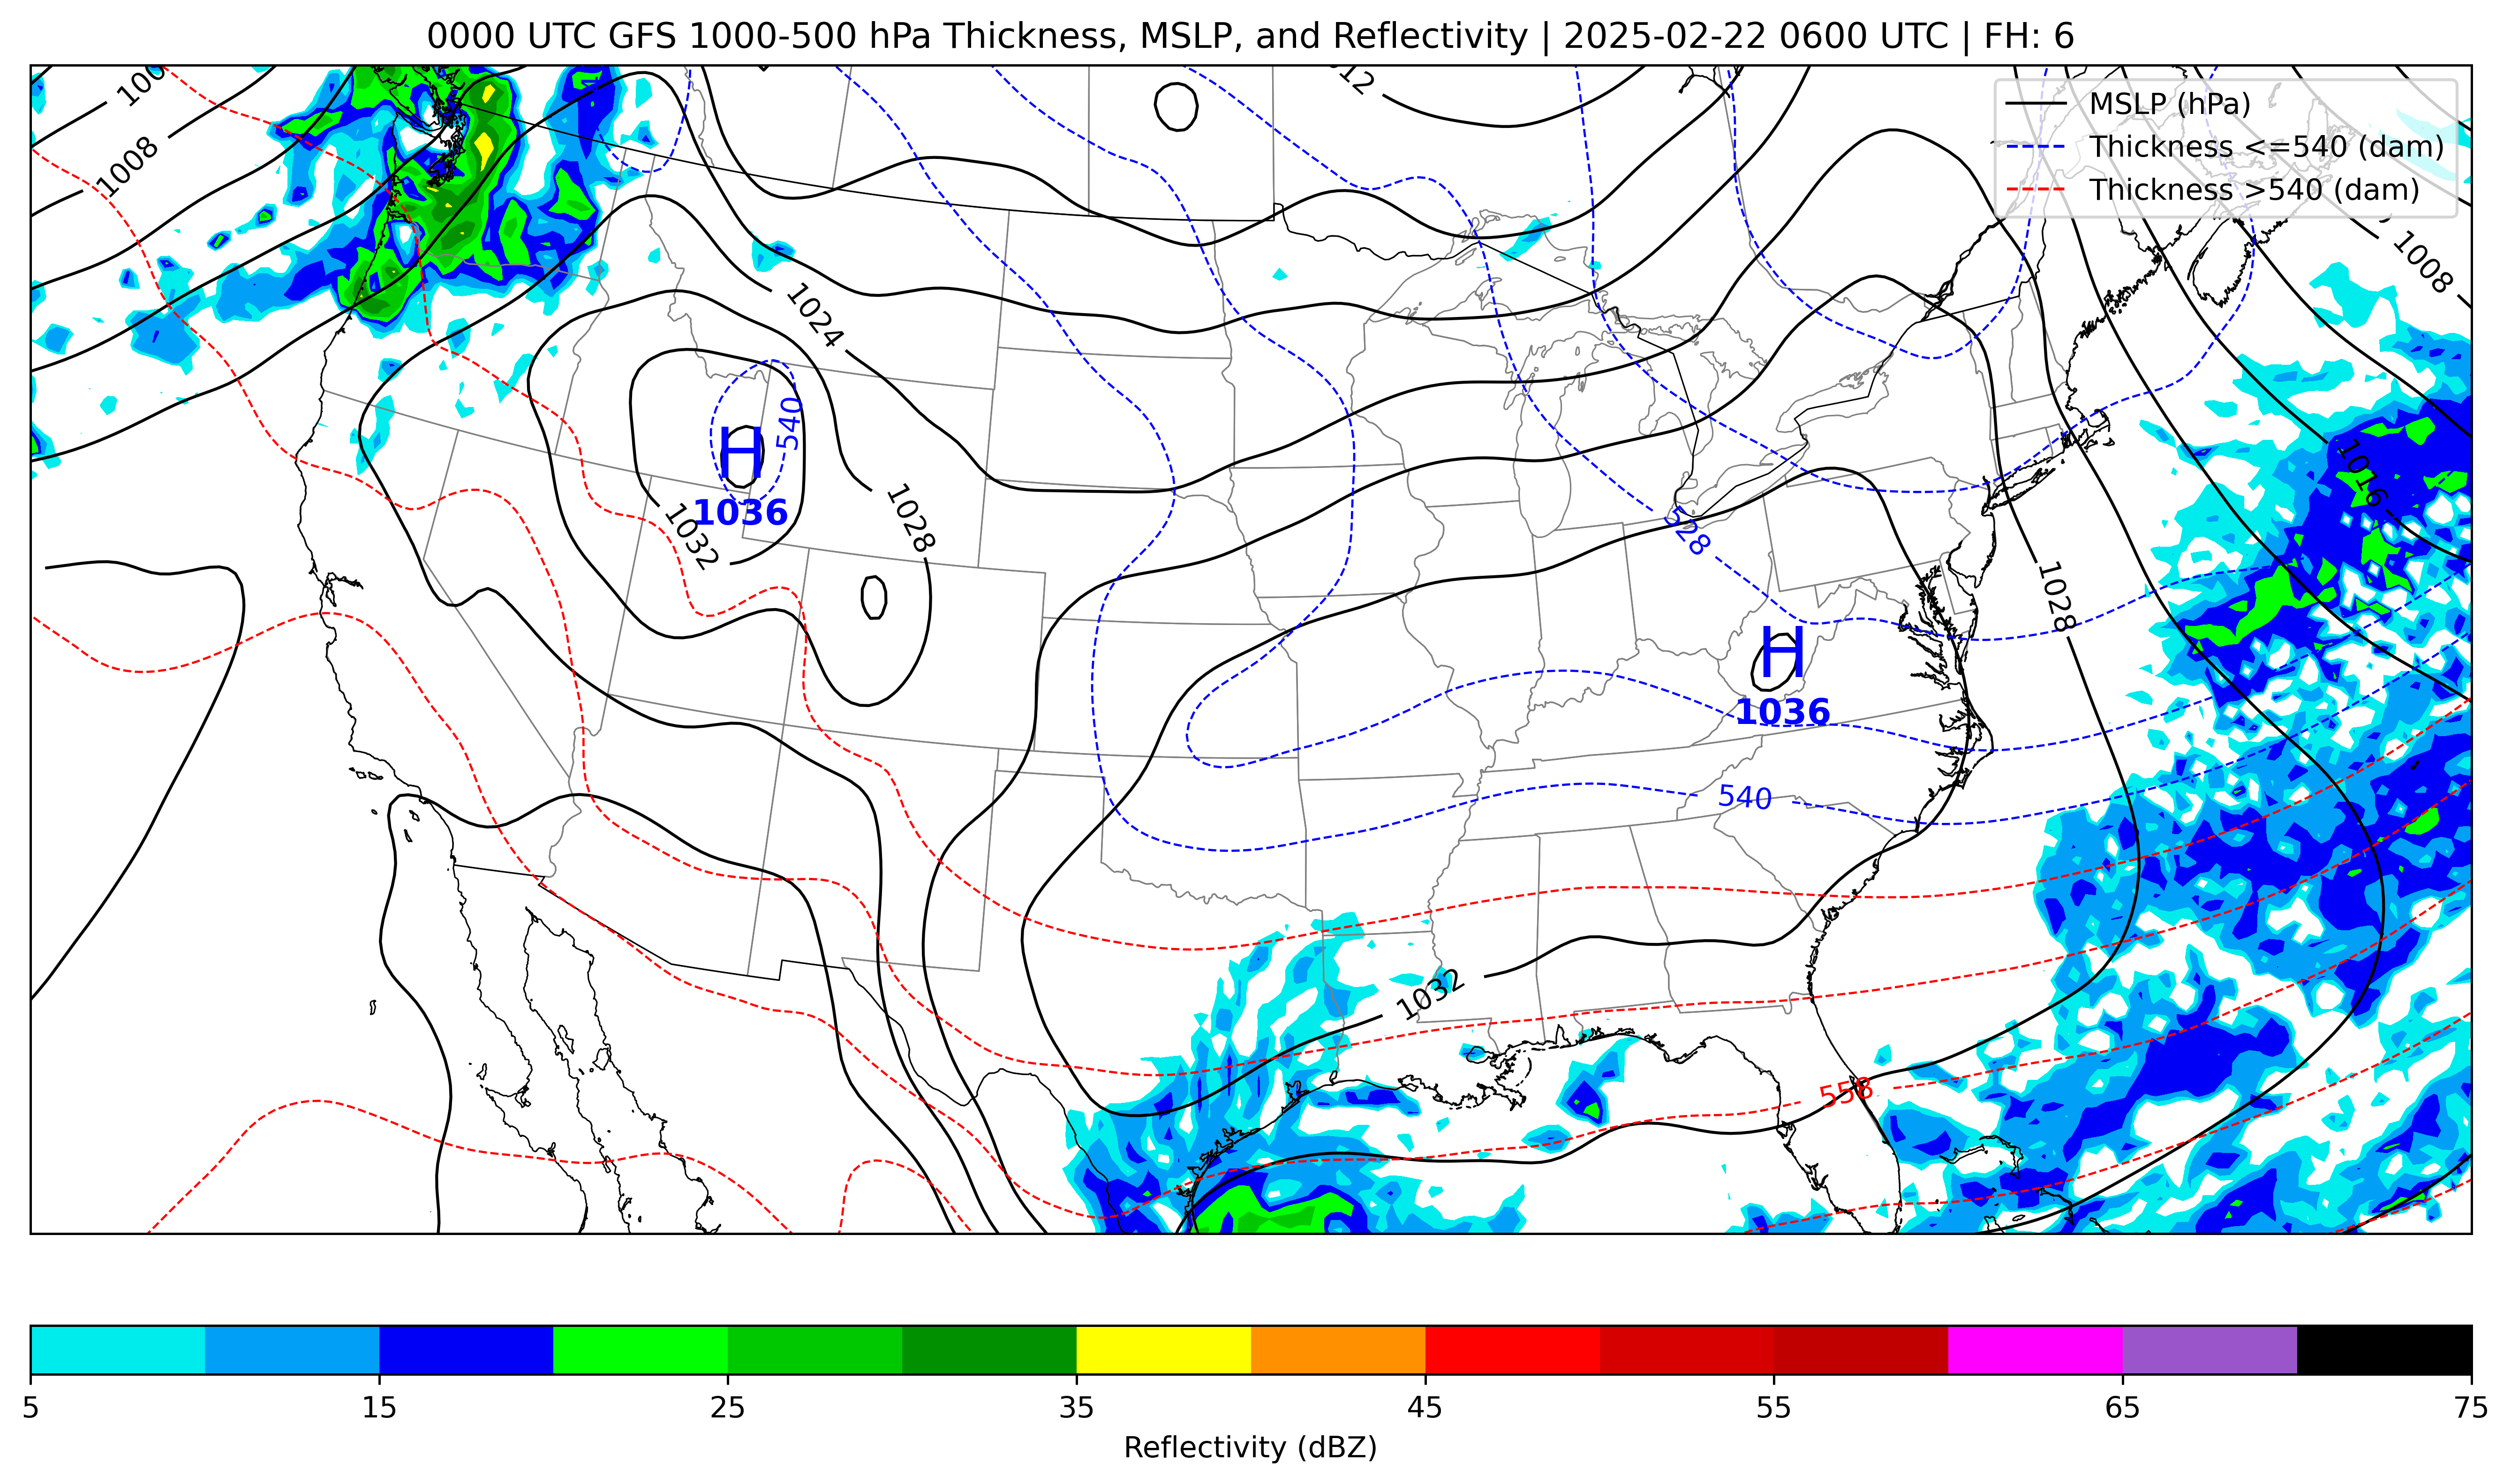 0000 UTC GFS 1000-500 hPa Thickness, MSLP, and Reflectivity | 2025-02-22 0600 UTC | FH: 6
MSLP (hPa)
Thickness <=540 (dam)
Thickness >540 (dam)
1008
1008
1024
540
H
1036
1032
1028
1016
528
1028
H
1036
540
1032
558
5 15 25 35 45 55 65 75
Reflectivity (dBZ)